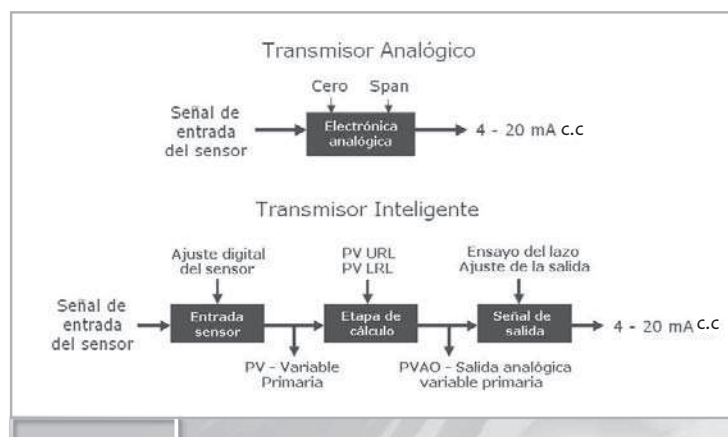 Transmisor Analógico
Cero Span
Señal de
entrada
del sensor
Electrónica
analógica
4 - 20 mA c.c
Transmisor Inteligente
Ajuste digital
del sensor
PV URL
PV LRL
Ensayo del lazo
Ajuste de la salida
Señal de
entrada
del sensor
Entrada
sensor
Etapa de
cálculo
Señal de
salida
4 - 20 mA c.c
PV - Variable
Primaria
PVAO - Salida analógica
variable primaria